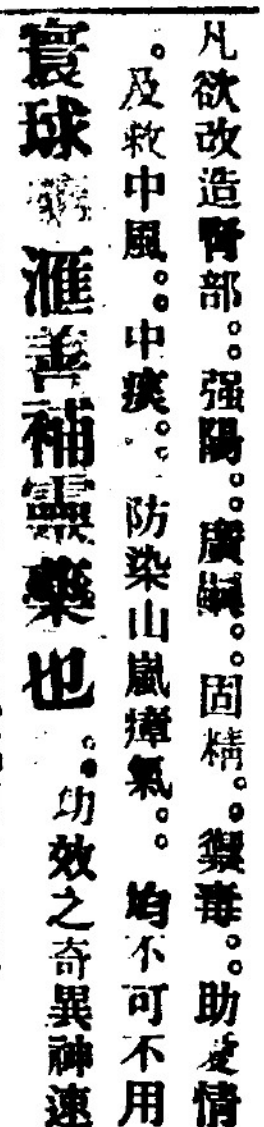 凡欲改造腎部。。强陽。。廣嗣。。固精。。禦毒。。助愛情
。及救中風。。中痰。。防染山嵐瘴氣。。均不可不用
寰球滙善補靈藥也。。功效之奇異神速